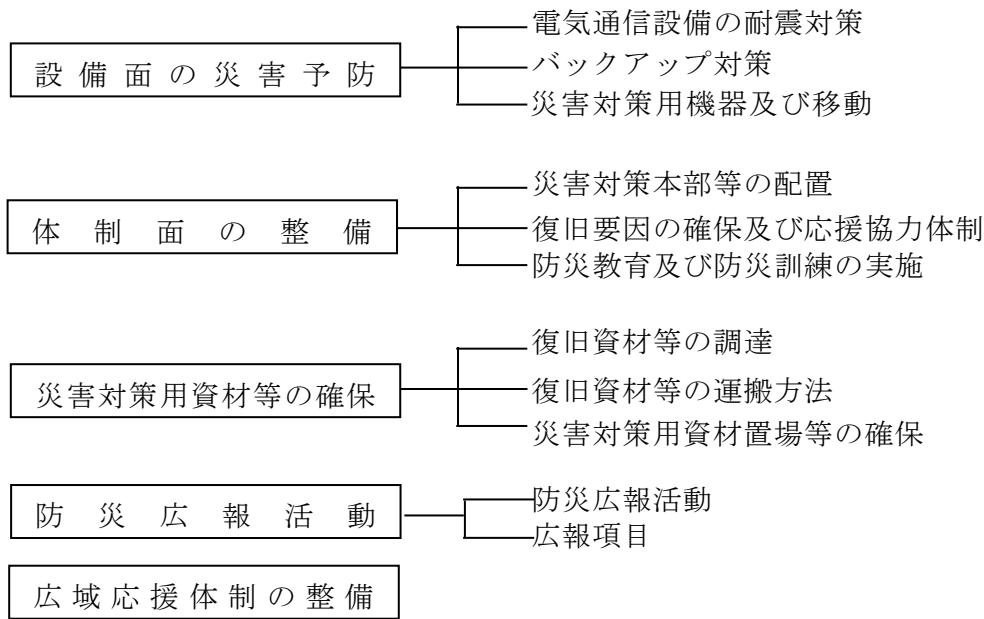 電気通信設備の耐震対策
設備面の災害予防
バックアップ対策
災害対策用機器及び移動
災害対策本部等の配置
体制面の整備
復旧要因の確保及び応援協力体制
防災教育及び防災訓練の実施
復旧資材等の調達
災害対策用資材等の確保
復旧資材等の運搬方法
災害対策用資材置場等の確保
防災広報活動
防災広報活動
広報項目
広域応援体制の整備